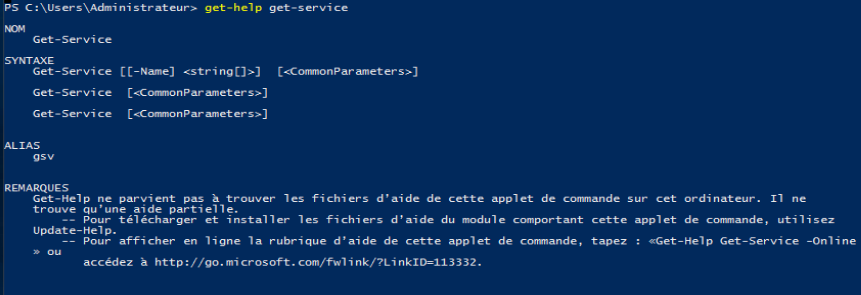 PS C:\Users\Administrateur> get-help get-service
NOM
Get-Service
SYNTAXE
Get-Service [[-Name] <string[]>]  [<CommonParameters>]
Get-Service  [<CommonParameters>]
Get-Service  [<CommonParameters>]
ALIAS
gsv
REMARQUES
Get-Help ne parvient pas à trouver les fichiers d'aide de cette applet de commande sur cet ordinateur. Il ne
trouve qu'une aide partielle.
-- Pour télécharger et installer les fichiers d'aide du module comportant cette applet de commande, utilisez
Update-Help.
-- Pour afficher en ligne la rubrique d'aide de cette applet de commande, tapez : «Get-Help Get-Service -Online
» ou
accédez à http://go.microsoft.com/fwlink/?LinkID=113332.